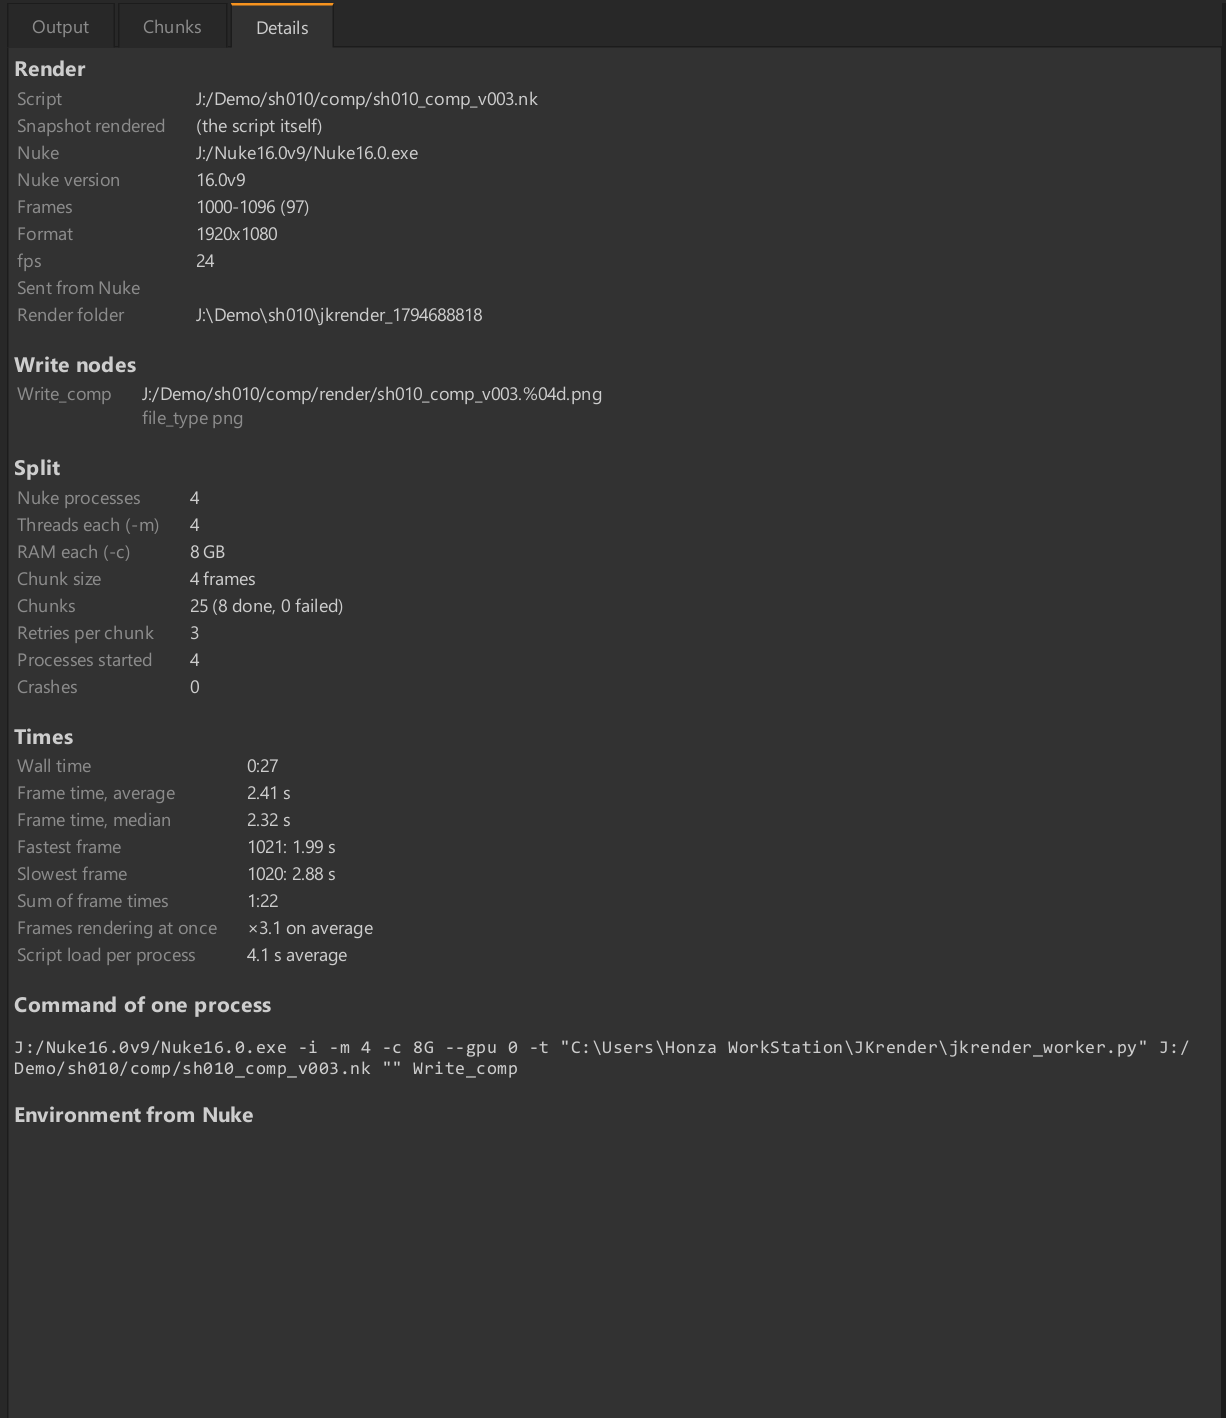 Output Chunks Details
Render
Script J:/Demo/sh010/comp/sh010_comp_v003.nk
Snapshot rendered (the script itself)
Nuke J:/Nuke16.0v9/Nuke16.0.exe
Nuke version 16.0v9
Frames 1000-1096 (97)
Format 1920x1080
fps 24
Sent from Nuke
Render folder J:\Demo\sh010\jkrender_1794688818
Write nodes
Write_comp J:/Demo/sh010/comp/render/sh010_comp_v003.%04d.png
file_type png
Split
Nuke processes 4
Threads each (-m) 4
RAM each (-c) 8 GB
Chunk size 4 frames
Chunks 25 (8 done, 0 failed)
Retries per chunk 3
Processes started 4
Crashes 0
Times
Wall time 0:27
Frame time, average 2.41 s
Frame time, median 2.32 s
Fastest frame 1021: 1.99 s
Slowest frame 1020: 2.88 s
Sum of frame times 1:22
Frames rendering at once ×3.1 on average
Script load per process 4.1 s average
Command of one process
J:/Nuke16.0v9/Nuke16.0.exe -i -m 4 -c 8G --gpu 0 -t "C:\Users\Honza WorkStation\JKrender\jkrender_worker.py" J:/
Demo/sh010/comp/sh010_comp_v003.nk "" Write_comp
Environment from Nuke